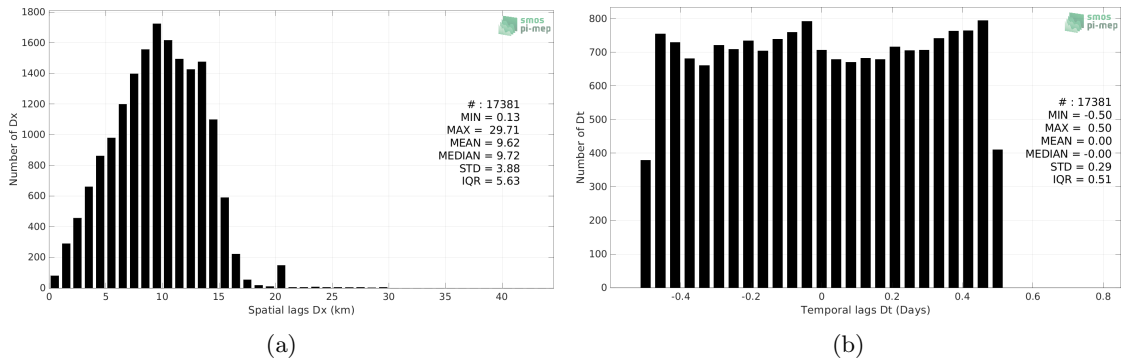 1800
1600
1400
1200
1000
800
600
400
200
0
Number of Dx
0 5 10 15 20 25 30 35 40
Spatial lags Dx (km)
smos
pi-mep
# : 17381
MIN = 0.13
MAX = 29.71
MEAN = 9.62
MEDIAN = 9.72
STD = 3.88
IQR = 5.63
(a)
800
700
600
500
400
300
200
100
0
Number of Dt
-0.4 -0.2 0 0.2 0.4 0.6 0.8
Temporal lags Dt (Days)
smos
pi-mep
# : 17381
MIN = -0.50
MAX = 0.50
MEAN = 0.00
MEDIAN = -0.00
STD = 0.29
IQR = 0.51
(b)